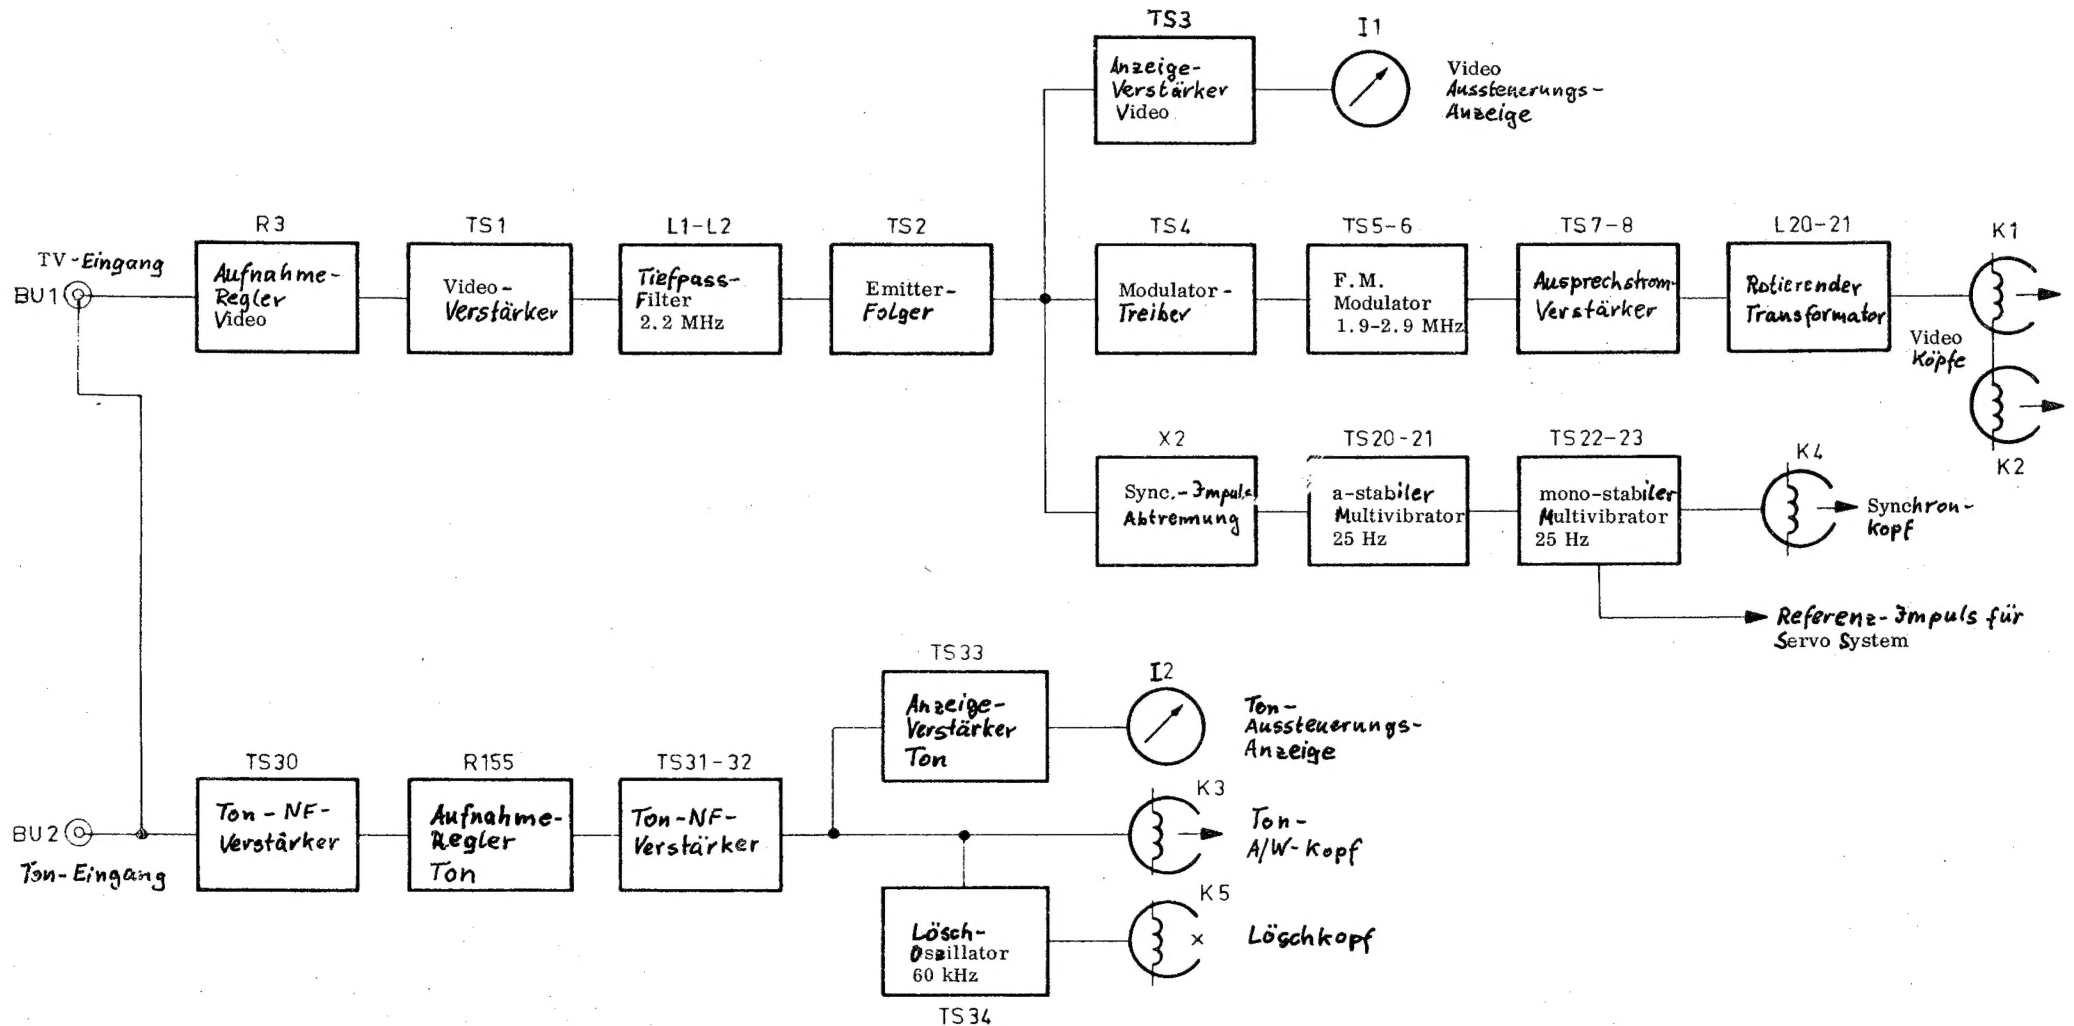 TS3
I1
Anzeige-
Verstärker
Video
Video
Aussteuerungs-
Anzeige
R3
TS1
L1-L2
TS2
TS4
TS5-6
TS7-8
L20-21
K1
TV-Eingang
BU1
Aufnahme-
Regler
Video
Video-
Verstärker
Tiefpass-
Filter
2.2 MHz
Emitter-
Folger
Modulator-
Treiber
F.M.
Modulator
1.9-2.9 MHz
Aussprechstrom-
Verstärker
Rotierender
Transformator
Video
Köpfe
K2
X2
TS20-21
TS22-23
K4
Sync.-Impuls
Abtrennung
a-stabiler
Multivibrator
25 Hz
mono-stabiler
Multivibrator
25 Hz
Synchron-
kopf
Referenz-Impuls für
Servo System
TS33
I2
Anzeige-
Verstärker
Ton
Ton-
Aussteuerungs-
Anzeige
TS30
R155
TS31-32
K3
BU2
Ton-Eingang
Ton-NF-
Verstärker
Aufnahme-
Regler
Ton
Ton-NF-
Verstärker
Ton-
A/W-Kopf
K5
Lösch-
Oszillator
60 kHz
Löschkopf
TS34